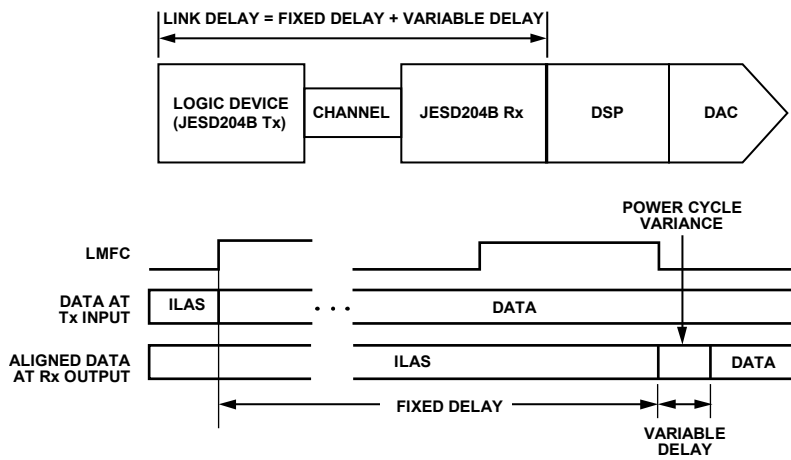 LINK DELAY = FIXED DELAY + VARIABLE DELAY
LOGIC DEVICE
(JESD204B Tx)
CHANNEL
JESD204B Rx
DSP
DAC
POWER CYCLE
VARIANCE
LMFC
DATA AT
Tx INPUT
ILAS
. . .
DATA
ALIGNED DATA
AT Rx OUTPUT
ILAS
DATA
FIXED DELAY
VARIABLE
DELAY